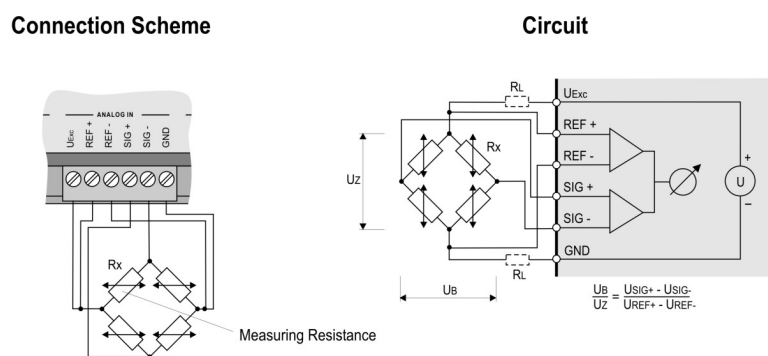 Connection Scheme
Circuit
ANALOG IN
UExc
REF +
REF -
SIG +
SIG -
GND
Rx
Measuring Resistance
RL
UExc
REF +
Rx
REF -
UZ
U
+
−
SIG +
SIG -
GND
RL
UB
UB / UZ = USIG+ - USIG- / UREF+ - UREF-